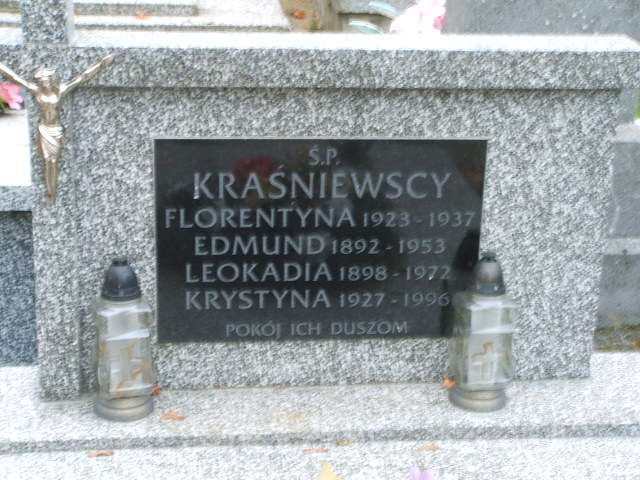 Ś.P.
KRAŚNIEWSCY
FLORENTYNA 1923 - 1937
EDMUND 1892 - 1953
LEOKADIA 1898 - 1972
KRYSTYNA 1927 - 1996
POKÓJ ICH DUSZOM